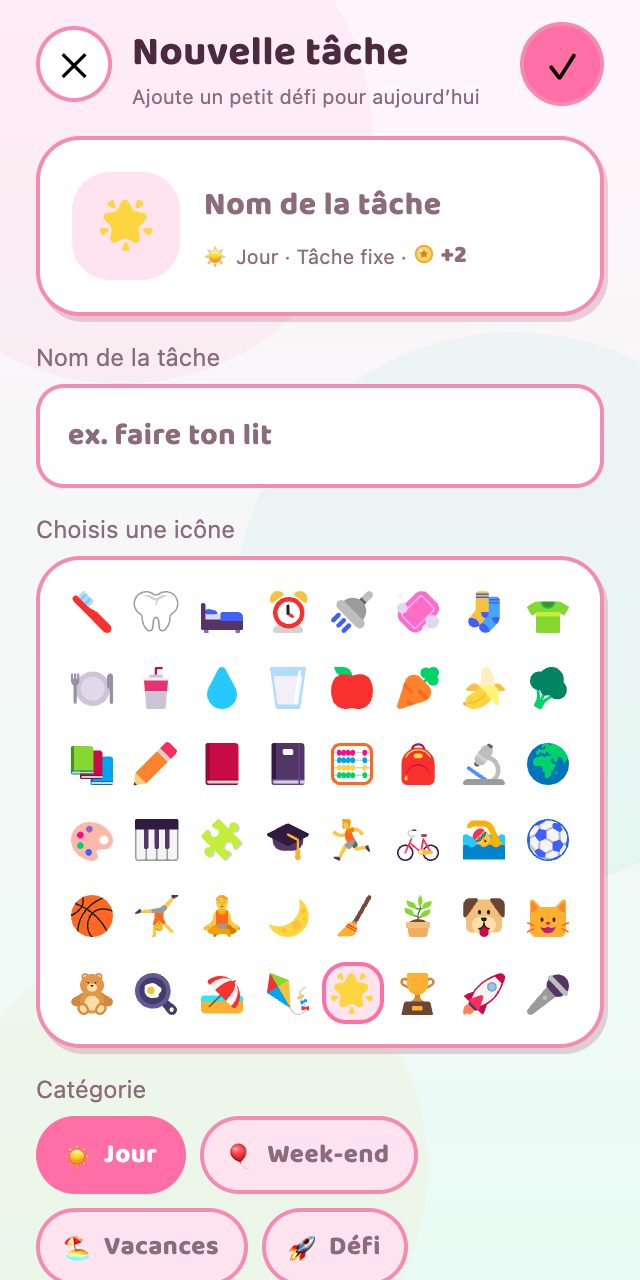 Nouvelle tâche
Ajoute un petit défi pour aujourd’hui
Nom de la tâche
Jour · Tâche fixe · +2
Nom de la tâche
ex. faire ton lit
Choisis une icône
Catégorie
Jour
Week-end
Vacances
Défi